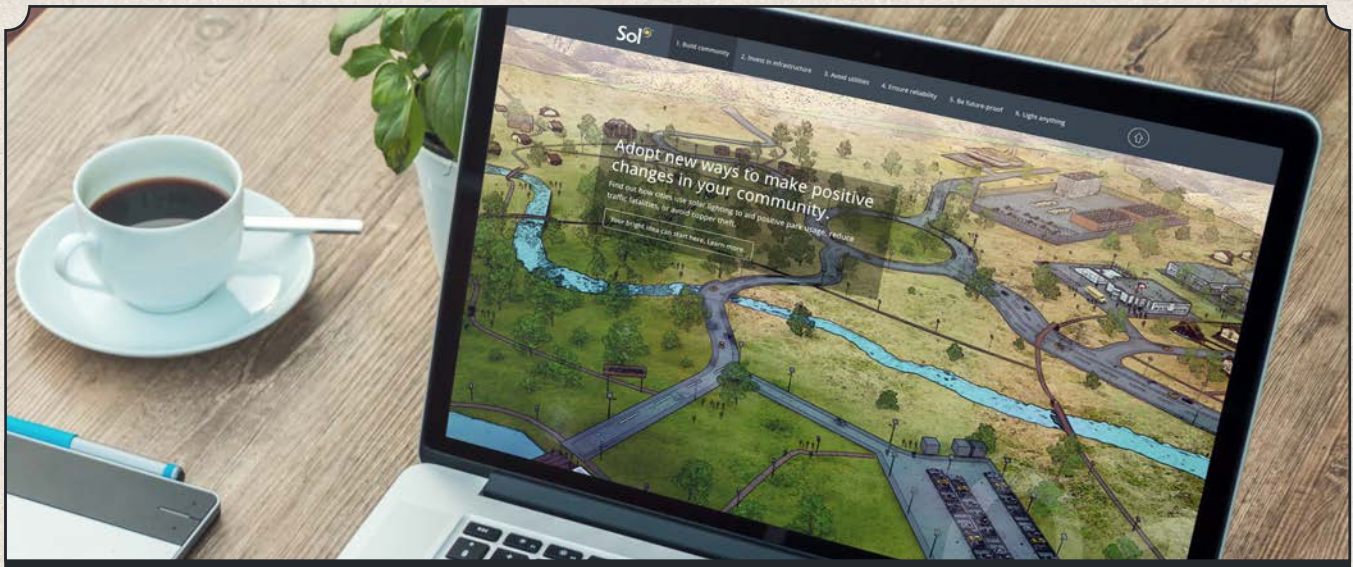 Sol
1. Build community
2. Invest in infrastructure
3. Avoid utilities
4. Ensure reliability
5. Be future-proof
6. Light anything
Adopt new ways to make positive
changes in your community.
Find out how cities use solar lighting to aid positive park usage, reduce
traffic fatalities, or avoid copper theft.
Your bright idea can start here. Learn more.
esc